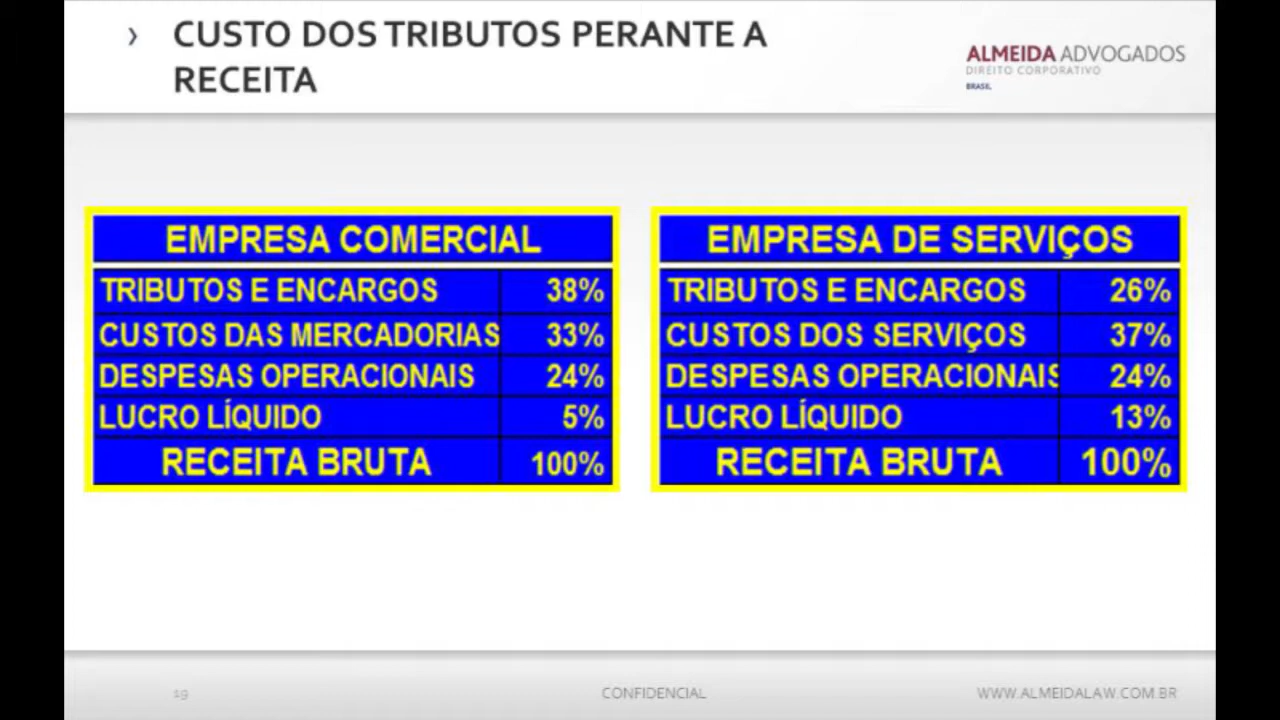 › CUSTO DOS TRIBUTOS PERANTE A
RECEITA
ALMEIDA ADVOGADOS
DIREITO CORPORATIVO
BRASIL
EMPRESA COMERCIAL
TRIBUTOS E ENCARGOS 38%
CUSTOS DAS MERCADORIAS 33%
DESPESAS OPERACIONAIS 24%
LUCRO LÍQUIDO 5%
RECEITA BRUTA 100%
EMPRESA DE SERVIÇOS
TRIBUTOS E ENCARGOS 26%
CUSTOS DOS SERVIÇOS 37%
DESPESAS OPERACIONAIS 24%
LUCRO LÍQUIDO 13%
RECEITA BRUTA 100%
19
CONFIDENCIAL
WWW.ALMEIDALAW.COM.BR